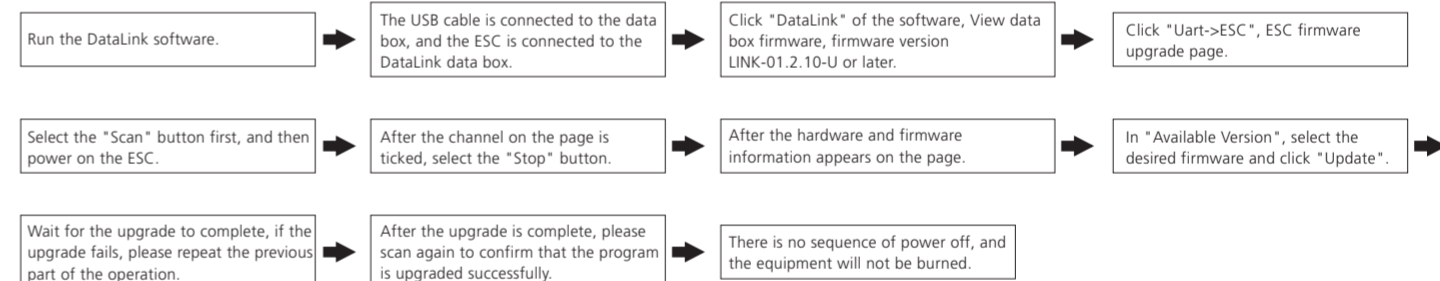 Run the DataLink software.
The USB cable is connected to the data
box, and the ESC is connected to the
DataLink data box.
Click "DataLink" of the software, View data
box firmware, firmware version
LINK-01.2.10-U or later.
Click "Uart->ESC", ESC firmware
upgrade page.
Select the "Scan" button first, and then
power on the ESC.
After the channel on the page is
ticked, select the "Stop" button.
After the hardware and firmware
information appears on the page.
In "Available Version", select the
desired firmware and click "Update".
Wait for the upgrade to complete, if the
upgrade fails, please repeat the previous
part of the operation.
After the upgrade is complete, please
scan again to confirm that the program
is upgraded successfully.
There is no sequence of power off, and
the equipment will not be burned.